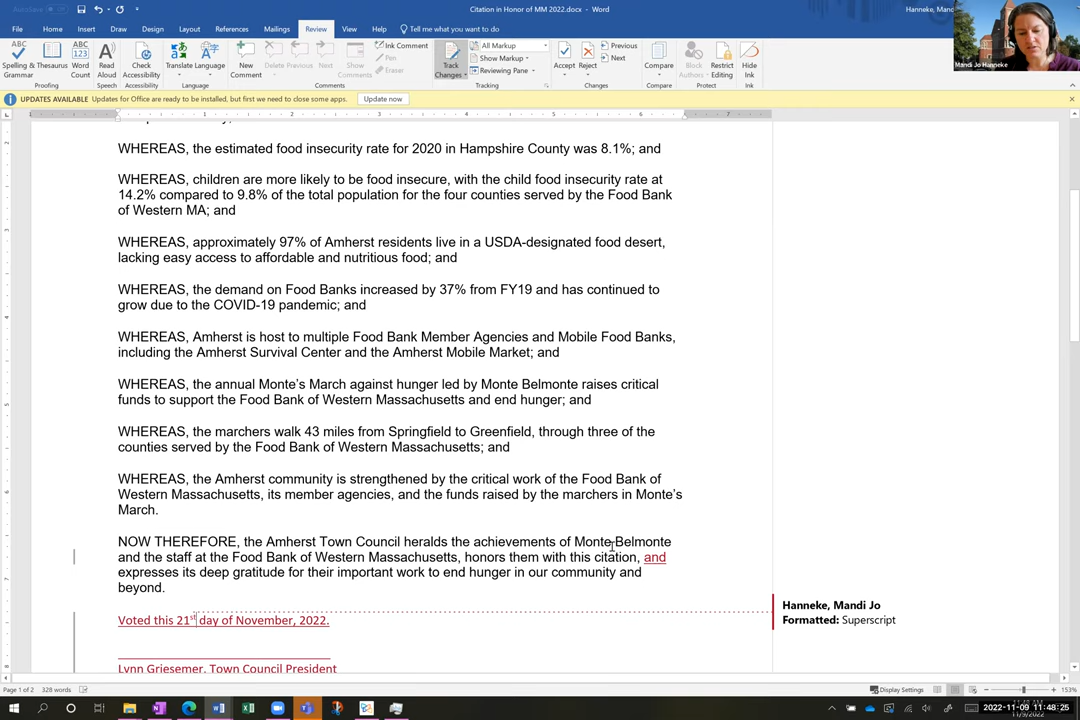 AutoSave
Citation in Honor of MM 2022.docx - Word
Hanneke, Mand
File Home Insert Draw Design Layout References Mailings Review View Help Tell me what you want to do
Spelling & Grammar Thesaurus Word Count Read Aloud Check Accessibility Translate Language New Comment Delete Previous Next Show Comments Ink Comment Pen Eraser Track Changes All Markup Show Markup Reviewing Pane Accept Reject Previous Next Compare Block Authors Restrict Editing Hide Ink
Proofing Speech Accessibility Language Comments Tracking Changes Compare Protect Ink
Mandi Jo Hanneke
UPDATES AVAILABLE Updates for Office are ready to be installed, but first we need to close some apps. Update now
WHEREAS, the estimated food insecurity rate for 2020 in Hampshire County was 8.1%; and
WHEREAS, children are more likely to be food insecure, with the child food insecurity rate at
14.2% compared to 9.8% of the total population for the four counties served by the Food Bank
of Western MA; and
WHEREAS, approximately 97% of Amherst residents live in a USDA-designated food desert,
lacking easy access to affordable and nutritious food; and
WHEREAS, the demand on Food Banks increased by 37% from FY19 and has continued to
grow due to the COVID-19 pandemic; and
WHEREAS, Amherst is host to multiple Food Bank Member Agencies and Mobile Food Banks,
including the Amherst Survival Center and the Amherst Mobile Market; and
WHEREAS, the annual Monte's March against hunger led by Monte Belmonte raises critical
funds to support the Food Bank of Western Massachusetts and end hunger; and
WHEREAS, the marchers walk 43 miles from Springfield to Greenfield, through three of the
counties served by the Food Bank of Western Massachusetts; and
WHEREAS, the Amherst community is strengthened by the critical work of the Food Bank of
Western Massachusetts, its member agencies, and the funds raised by the marchers in Monte's
March.
NOW THEREFORE, the Amherst Town Council heralds the achievements of Monte Belmonte
and the staff at the Food Bank of Western Massachusetts, honors them with this citation, and
expresses its deep gratitude for their important work to end hunger in our community and
beyond.
Voted this 21st day of November, 2022.
Lynn Griesemer, Town Council President
Hanneke, Mandi Jo
Formatted: Superscript
Page 1 of 2 328 words
Display Settings
153%
2022-11-09 11:48:25
11/9/2022